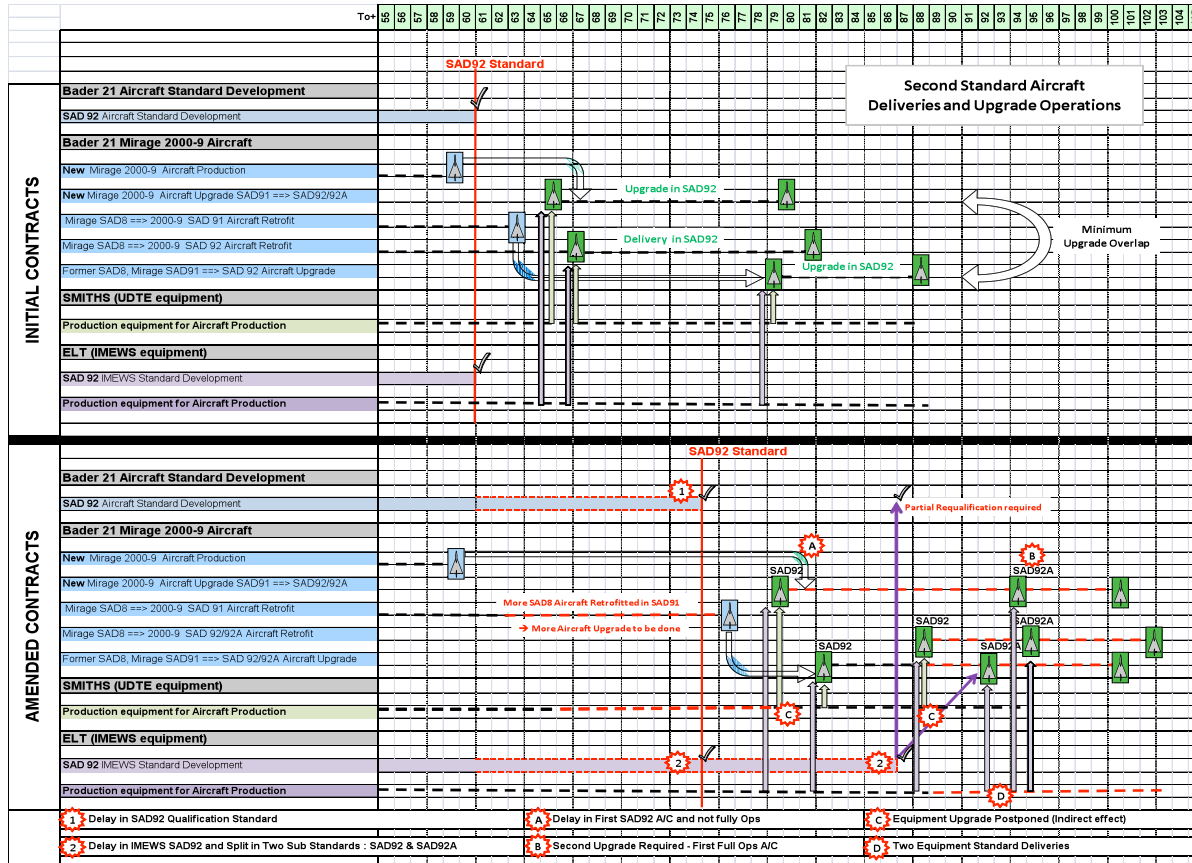 To+ 55 56 57 58 59 60 61 62 63 64 65 66 67 68 69 70 71 72 73 74 75 76 77 78 79 80 81 82 83 84 85 86 87 88 89 90 91 92 93 94 95 96 97 98 99 100 101 102 103 104
SAD92 Standard
Second Standard Aircraft
Deliveries and Upgrade Operations
INITIAL CONTRACTS
Bader 21 Aircraft Standard Development
SAD 92 Aircraft Standard Development
Bader 21 Mirage 2000-9 Aircraft
New Mirage 2000-9 Aircraft Production
New Mirage 2000-9 Aircraft Upgrade SAD91 ==> SAD92/92A
Upgrade in SAD92
Mirage SAD8 ==> 2000-9 SAD 91 Aircraft Retrofit
Minimum
Upgrade Overlap
Mirage SAD8 ==> 2000-9 SAD 92 Aircraft Retrofit
Delivery in SAD92
Former SAD8, Mirage SAD91 ==> SAD 92 Aircraft Upgrade
Upgrade in SAD92
SMITHS (UDTE equipment)
Production equipment for Aircraft Production
ELT (IMEWS equipment)
SAD 92 IMEWS Standard Development
Production equipment for Aircraft Production
SAD92 Standard
AMENDED CONTRACTS
Bader 21 Aircraft Standard Development
1
SAD 92 Aircraft Standard Development
Partial Requalification required
Bader 21 Mirage 2000-9 Aircraft
A
B
New Mirage 2000-9 Aircraft Production
SAD92
SAD92A
New Mirage 2000-9 Aircraft Upgrade SAD91 ==> SAD92/92A
More SAD8 Aircraft Retrofitted in SAD91
Mirage SAD8 ==> 2000-9 SAD 91 Aircraft Retrofit
→ More Aircraft Upgrade to be done
SAD92
SAD92A
Mirage SAD8 ==> 2000-9 SAD 92/92A Aircraft Retrofit
SAD92
SAD92A
Former SAD8, Mirage SAD91 ==> SAD 92/92A Aircraft Upgrade
SMITHS (UDTE equipment)
Production equipment for Aircraft Production
C
C
ELT (IMEWS equipment)
SAD 92 IMEWS Standard Development
2
2
Production equipment for Aircraft Production
D
1 Delay in SAD92 Qualification Standard
A Delay in First SAD92 A/C and not fully Ops
C Equipment Upgrade Postponed (Indirect effect)
2 Delay in IMEWS SAD92 and Split in Two Sub Standards : SAD92 & SAD92A
B Second Upgrade Required - First Full Ops A/C
D Two Equipment Standard Deliveries